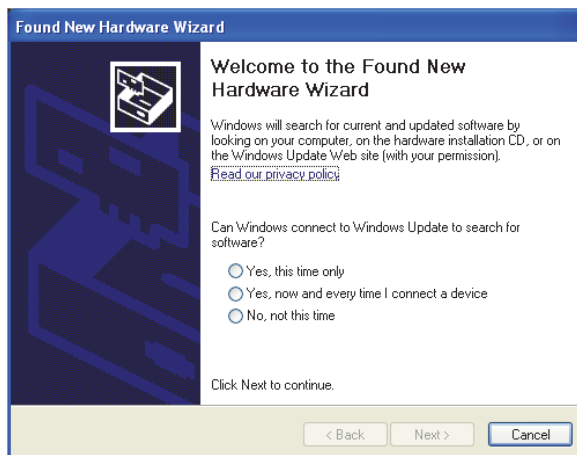 Found New Hardware Wizard
Welcome to the Found New
Hardware Wizard
Windows will search for current and updated software by
looking on your computer, on the hardware installation CD, or on
the Windows Update Web site (with your permission).
Read our privacy policy
Can Windows connect to Windows Update to search for
software?
Yes, this time only
Yes, now and every time I connect a device
No, not this time
Click Next to continue.
< Back Next > Cancel